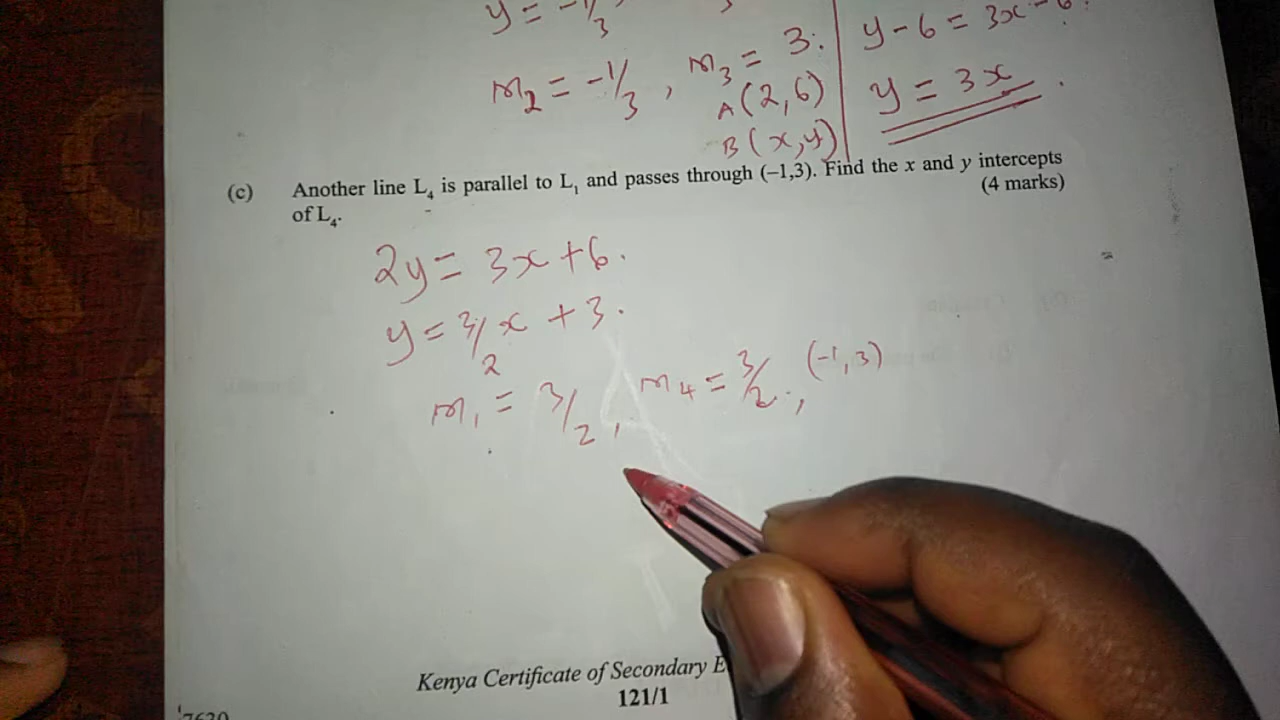 y = -1/3
m2 = -1/3 , m3 = 3.
A(2,6)
B(x,y)
y - 6 = 3x - 6.
y = 3x.
(c) Another line L4 is parallel to L1 and passes through (–1,3). Find the x and y intercepts
of L4. (4 marks)
2y = 3x + 6.
y = 3/2 x + 3.
m1 = 3/2 , m4 = 3/2 , (-1,3)
Kenya Certificate of Secondary E
121/1